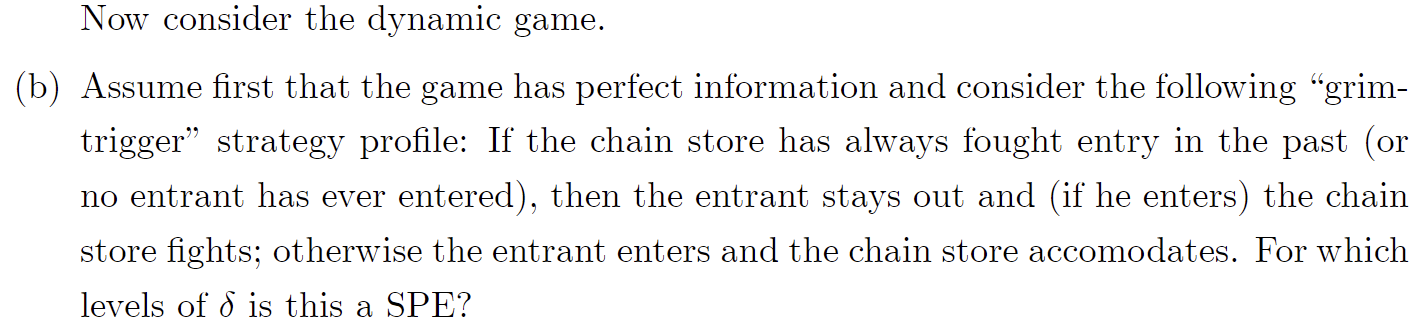 Now consider the dynamic game.
(b) Assume first that the game has perfect information and consider the following “grim-
trigger” strategy profile: If the chain store has always fought entry in the past (or
no entrant has ever entered), then the entrant stays out and (if he enters) the chain
store fights; otherwise the entrant enters and the chain store accomodates. For which
levels of δ is this a SPE?